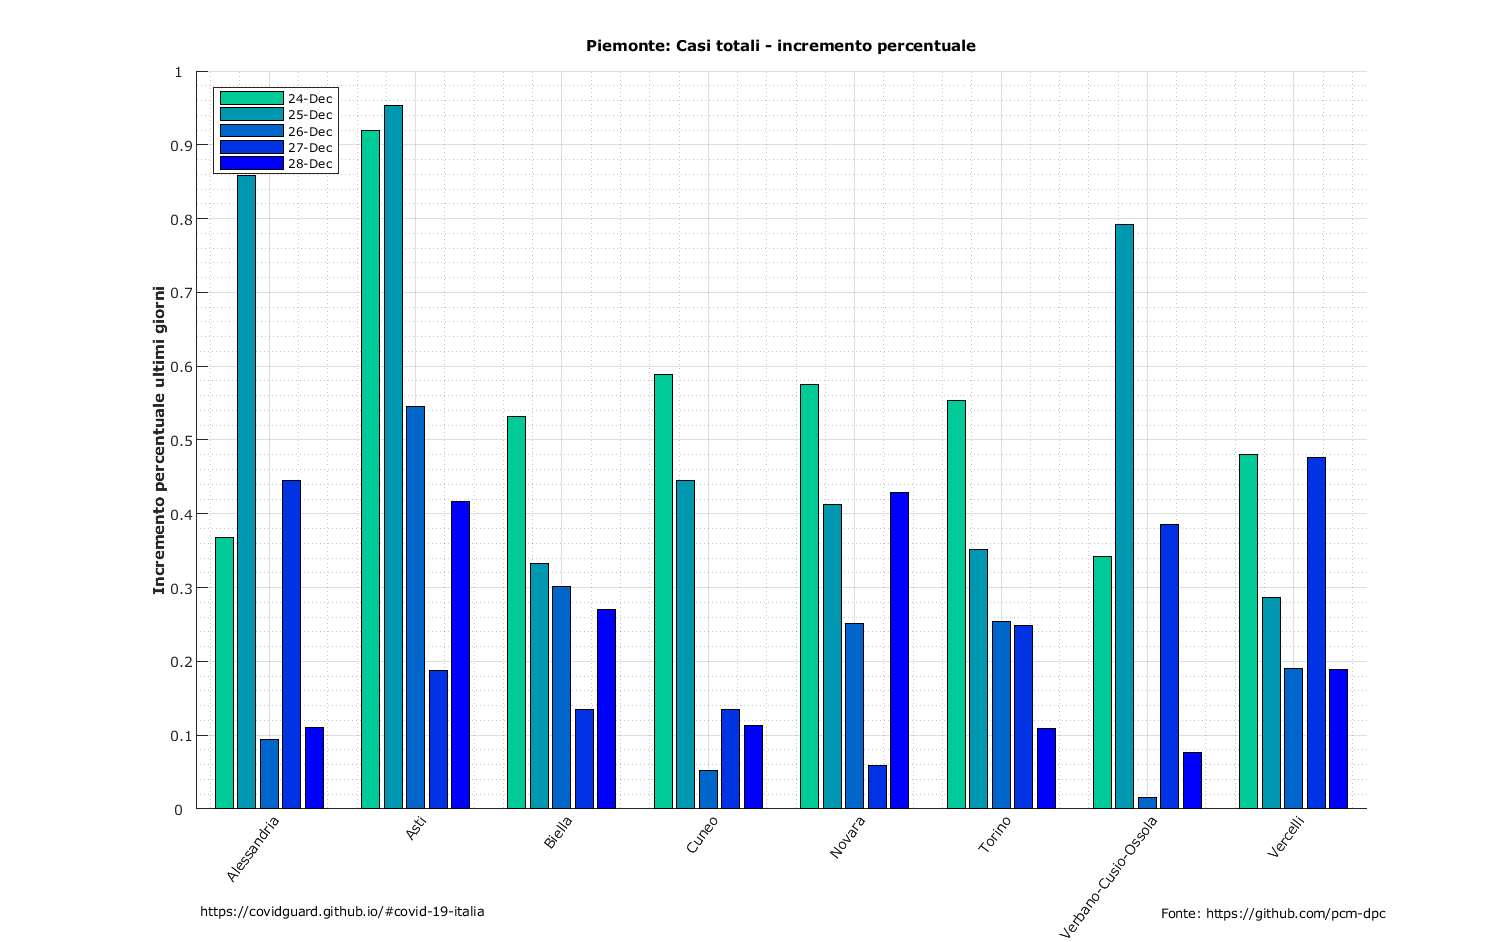 Piemonte: Casi totali - incremento percentuale
24-Dec
25-Dec
26-Dec
27-Dec
28-Dec
Incremento percentuale ultimi giorni
1
0.9
0.8
0.7
0.6
0.5
0.4
0.3
0.2
0.1
0
Alessandria
Asti
Biella
Cuneo
Novara
Torino
Verbano-Cusio-Ossola
Vercelli
https://covidguard.github.io/#covid-19-italia
Fonte: https://github.com/pcm-dpc